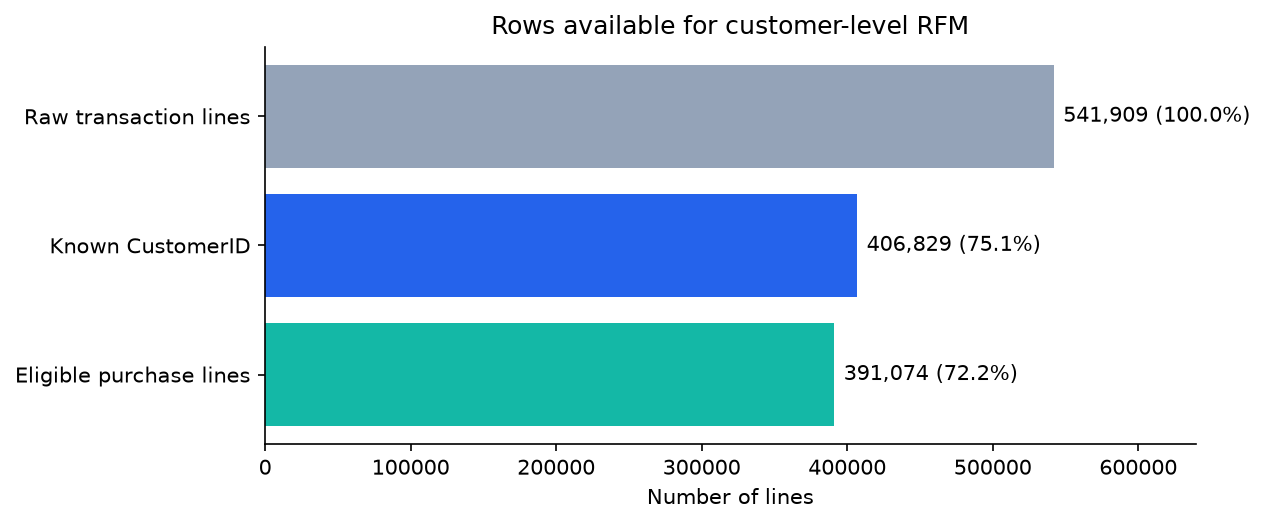 Rows available for customer-level RFM
Raw transaction lines
541,909 (100.0%)
Known CustomerID
406,829 (75.1%)
Eligible purchase lines
391,074 (72.2%)
0 100000 200000 300000 400000 500000 600000
Number of lines